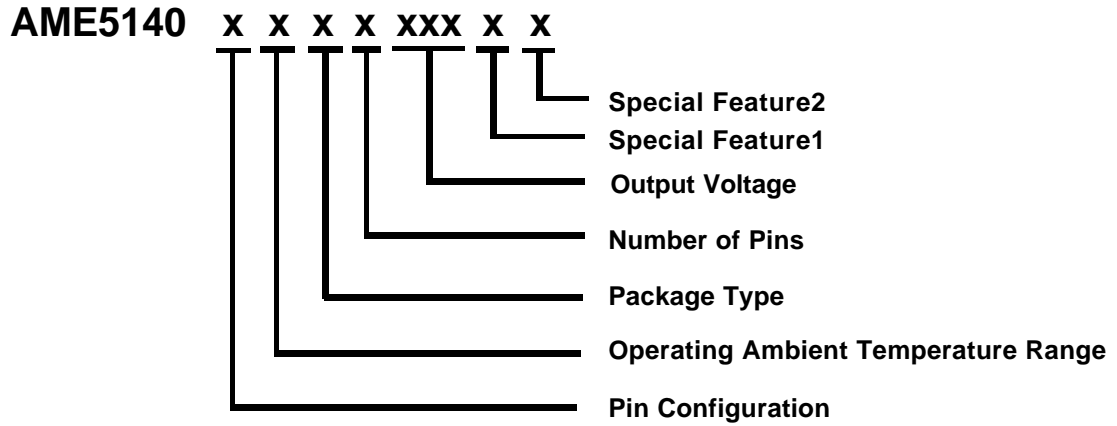 AME5140 x x x x xxx x x
Special Feature2
Special Feature1
Output Voltage
Number of Pins
Package Type
Operating Ambient Temperature Range
Pin Configuration